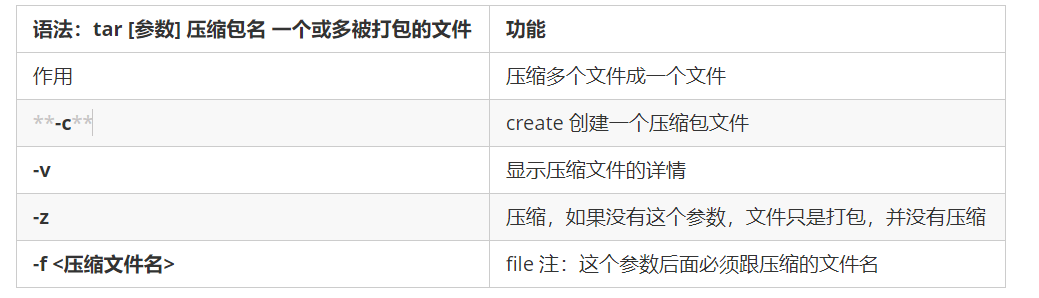 语法：tar [参数] 压缩包名 一个或多被打包的文件 功能
作用 压缩多个文件成一个文件
**-c** create 创建一个压缩包文件
-v 显示压缩文件的详情
-z 压缩，如果没有这个参数，文件只是打包，并没有压缩
-f <压缩文件名> file 注：这个参数后面必须跟压缩的文件名